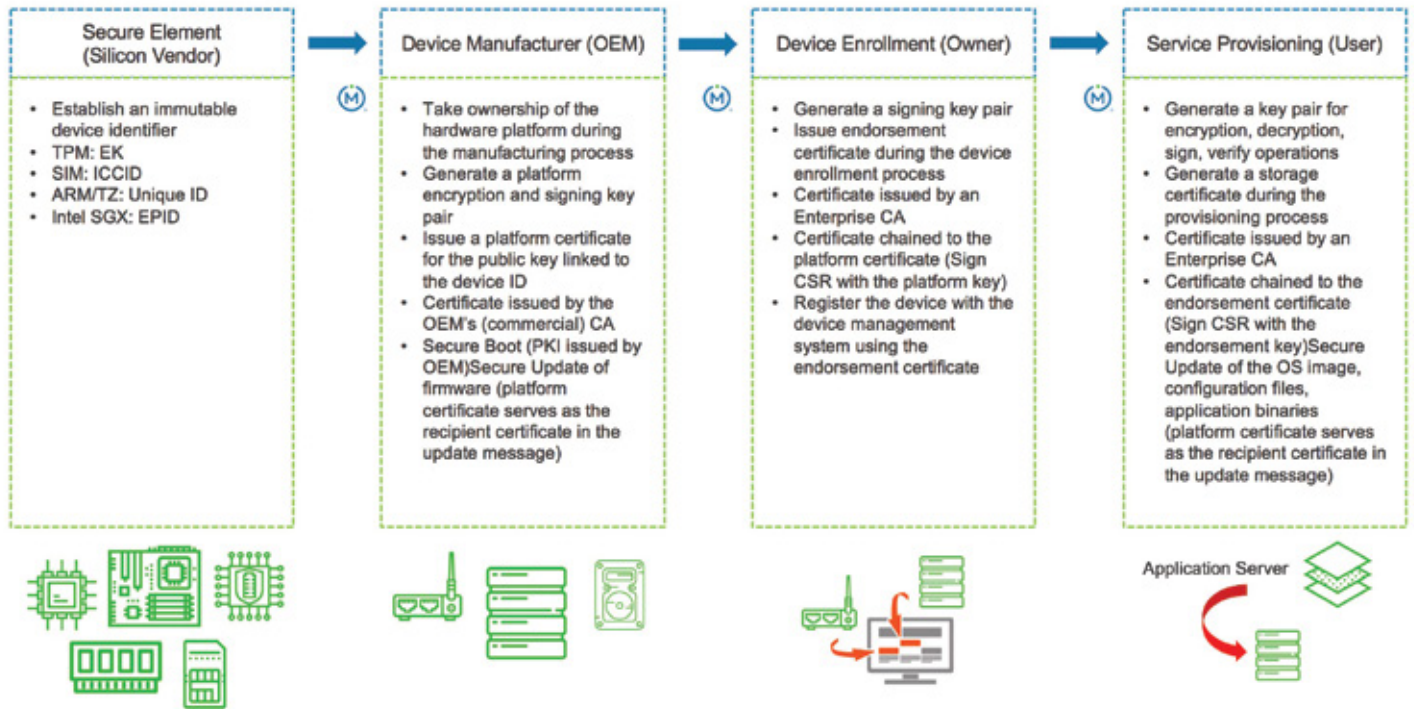 Secure Element
(Silicon Vendor)
• Establish an immutable
device identifier
• TPM: EK
• SIM: ICCID
• ARM/TZ: Unique ID
• Intel SGX: EPID
M
Device Manufacturer (OEM)
• Take ownership of the
hardware platform during
the manufacturing process
• Generate a platform
encryption and signing key
pair
• Issue a platform certificate
for the public key linked to
the device ID
• Certificate issued by the
OEM's (commercial) CA
• Secure Boot (PKI issued by
OEM)Secure Update of
firmware (platform
certificate serves as the
recipient certificate in the
update message)
M
Device Enrollment (Owner)
• Generate a signing key pair
• Issue endorsement
certificate during the device
enrollment process
• Certificate issued by an
Enterprise CA
• Certificate chained to the
platform certificate (Sign
CSR with the platform key)
• Register the device with the
device management
system using the
endorsement certificate
M
Service Provisioning (User)
• Generate a key pair for
encryption, decryption,
sign, verify operations
• Generate a storage
certificate during the
provisioning process
• Certificate issued by an
Enterprise CA
• Certificate chained to the
endorsement certificate
(Sign CSR with the
endorsement key)Secure
Update of the OS image,
configuration files,
application binaries
(platform certificate serves
as the recipient certificate in
the update message)
Application Server